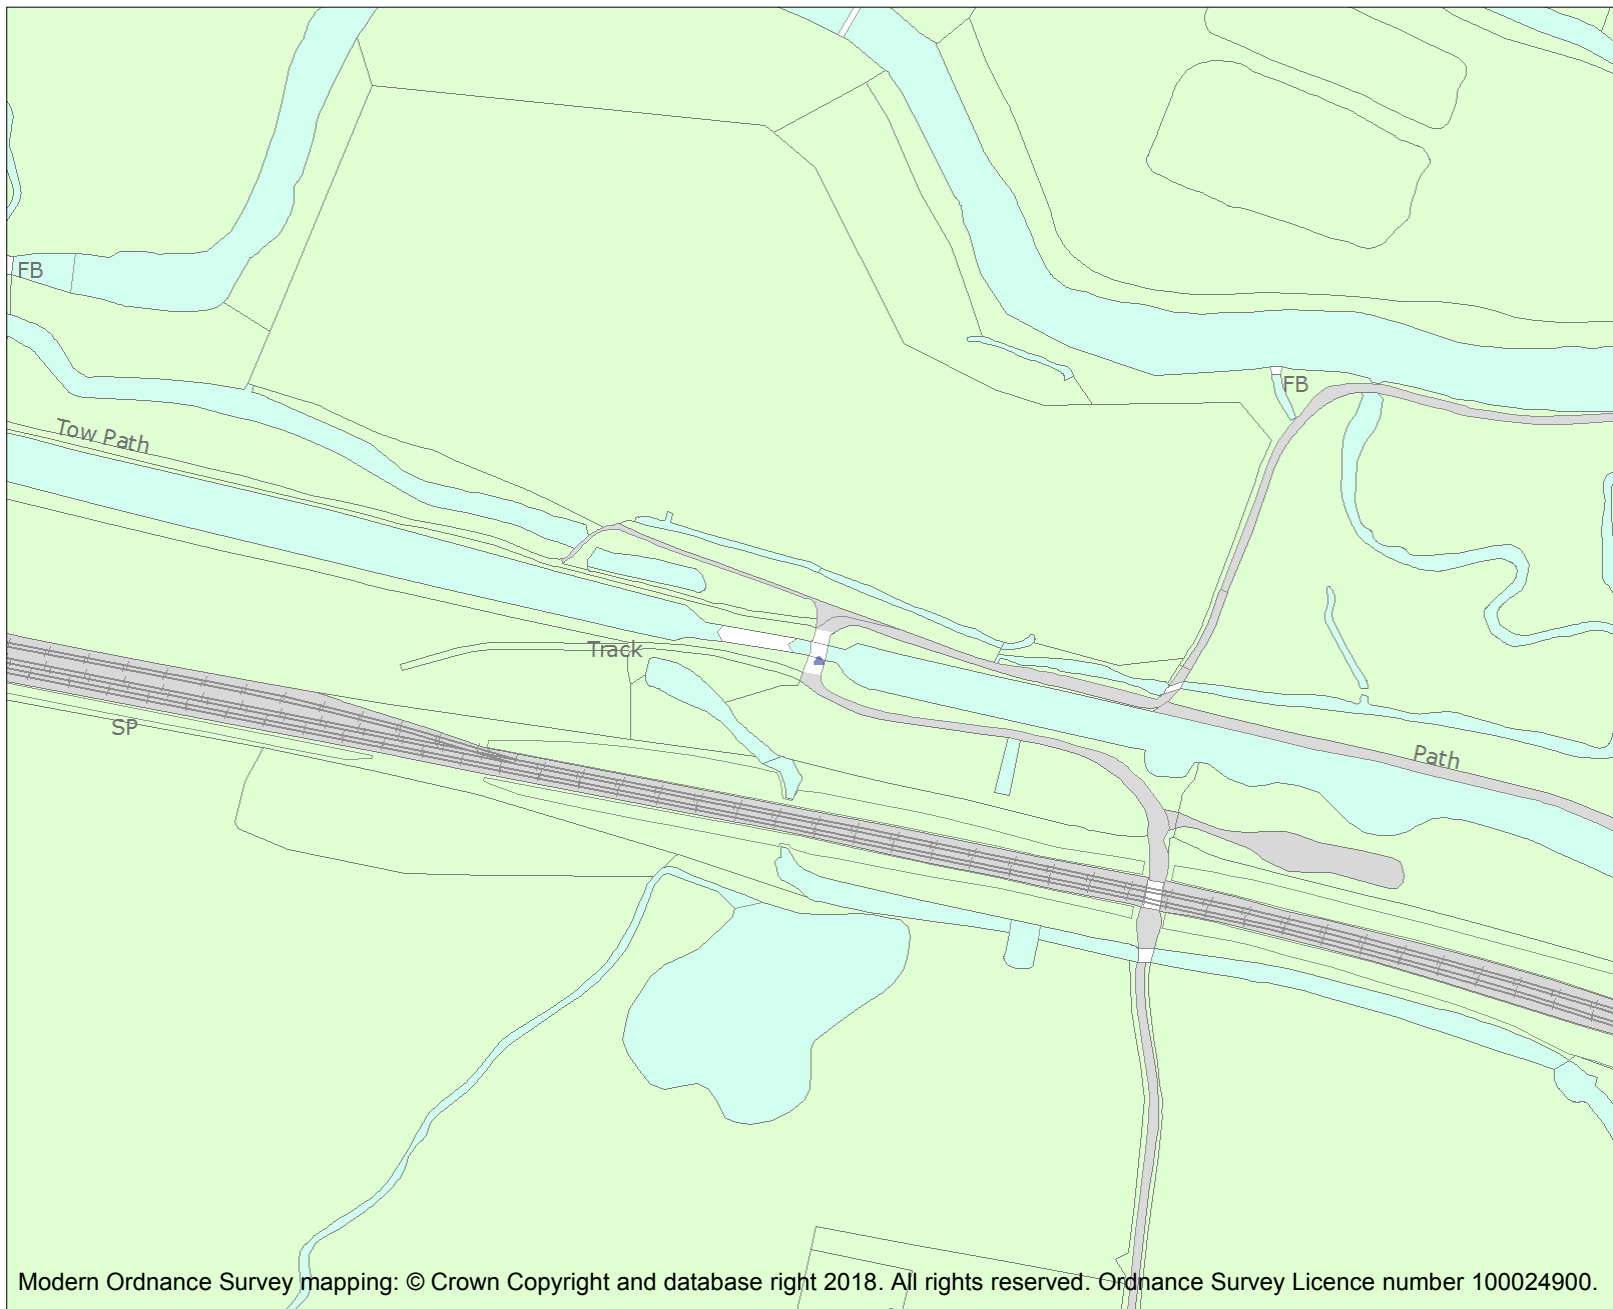 FB
FB
Tow Path
Track
SP
Path
Modern Ordnance Survey mapping: © Crown Copyright and database right 2018. All rights reserved. Ordnance Survey Licence number 100024900.